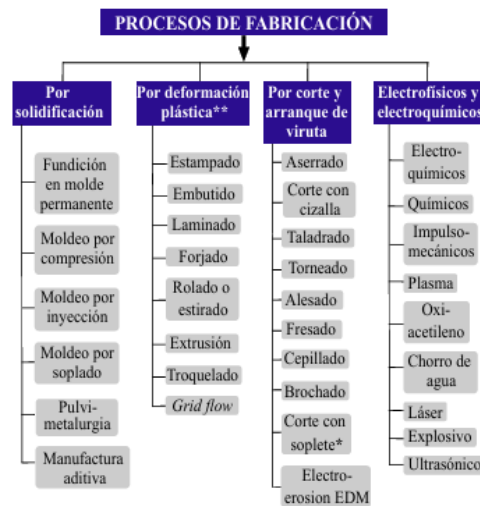 PROCESOS DE FABRICACIÓN
Por
solidificación
Fundición
en molde
permanente
Moldeo por
compresión
Moldeo por
inyección
Moldeo por
soplado
Pulvi-
metalurgia
Manufactura
aditiva
Por deformación
plástica**
Estampado
Embutido
Laminado
Forjado
Rolado o
estirado
Extrusión
Troquelado
Grid flow
Por corte y
arranque de
viruta
Aserrado
Corte con
cizalla
Taladrado
Torneado
Alesado
Fresado
Cepillado
Brochado
Corte con
soplete*
Electro-
erosion EDM
Electrofísicos y
electroquímicos
Electro-
químicos
Químicos
Impulso-
mecánicos
Plasma
Oxi-
acetileno
Chorro de
agua
Láser
Explosivo
Ultrasónico